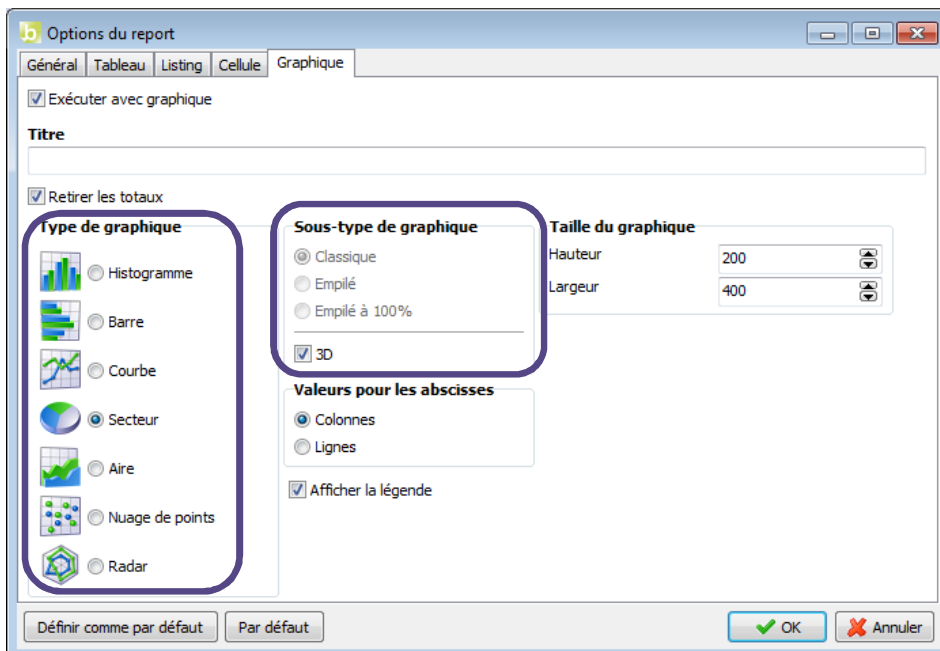 b Options du report
Général Tableau Listing Cellule Graphique
Exécuter avec graphique
Titre
Retirer les totaux
Type de graphique
Histogramme
Barre
Courbe
Secteur
Aire
Nuage de points
Radar
Sous-type de graphique
Classique
Empilé
Empilé à 100%
3D
Valeurs pour les abscisses
Colonnes
Lignes
Afficher la légende
Taille du graphique
Hauteur 200
Largeur 400
Définir comme par défaut Par défaut OK Annuler